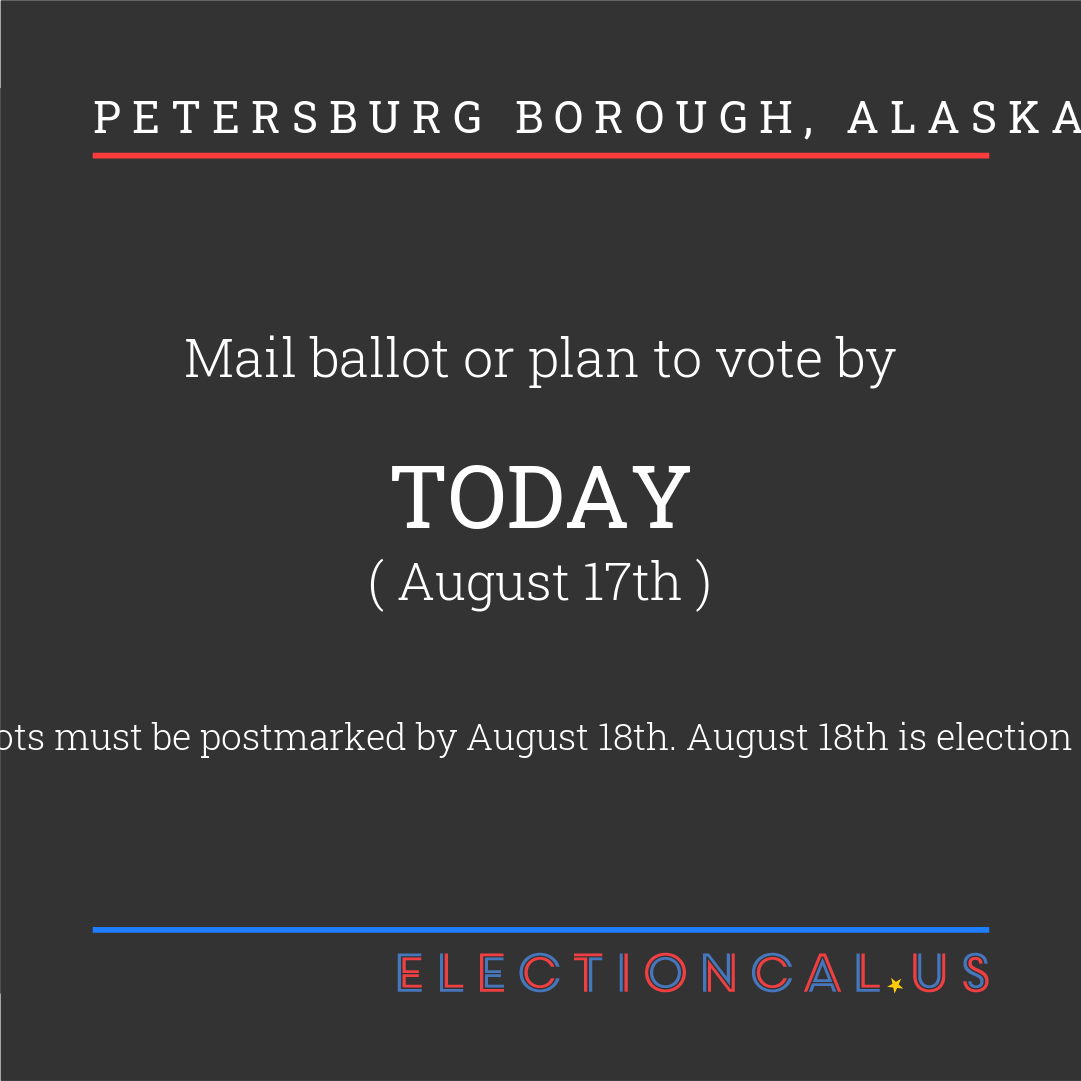 PETERSBURG BOROUGH, ALASKA
Mail ballot or plan to vote by
TODAY
( August 17th )
must be postmarked by August 18th. August 18th is election
ELECTIONCAL.US